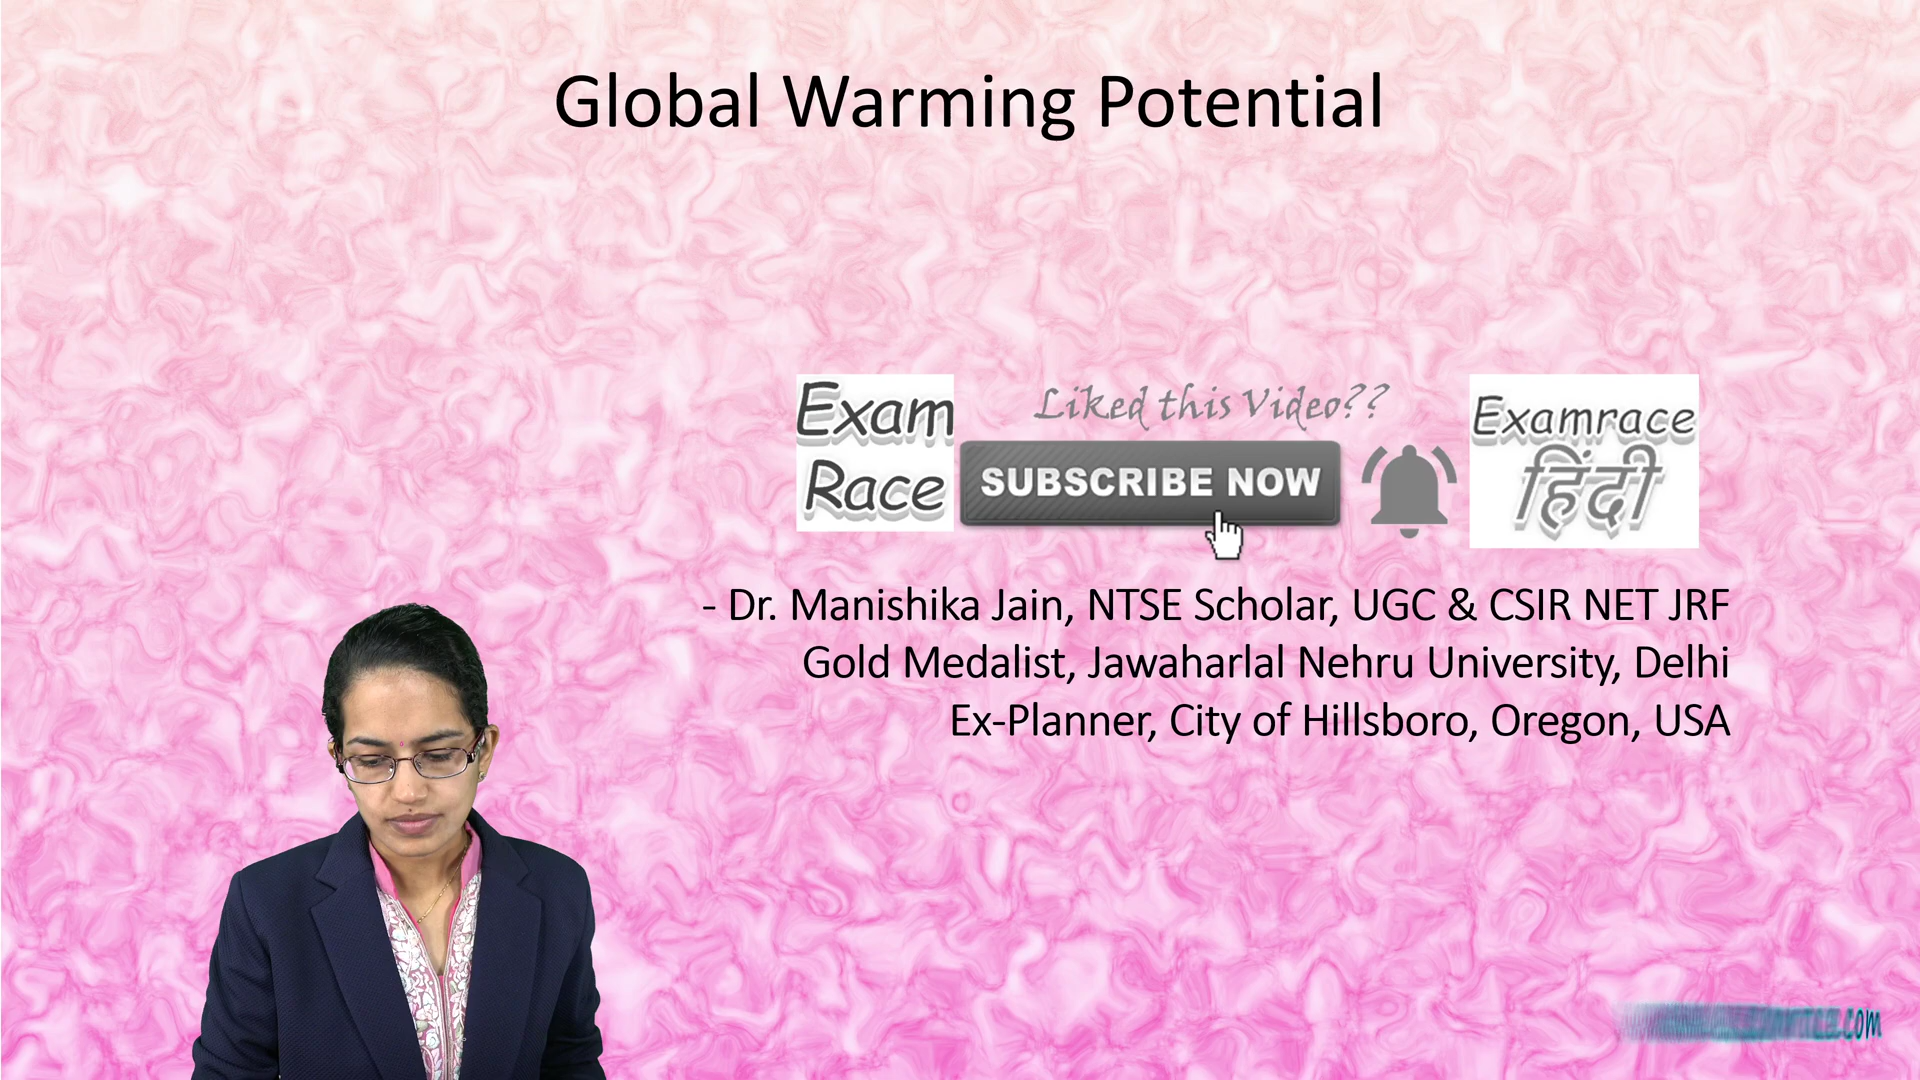 Global Warming Potential
Exam
Race
Liked this Video??
SUBSCRIBE NOW
Examrace
हिंदी
- Dr. Manishika Jain, NTSE Scholar, UGC & CSIR NET JRF
Gold Medalist, Jawaharlal Nehru University, Delhi
Ex-Planner, City of Hillsboro, Oregon, USA